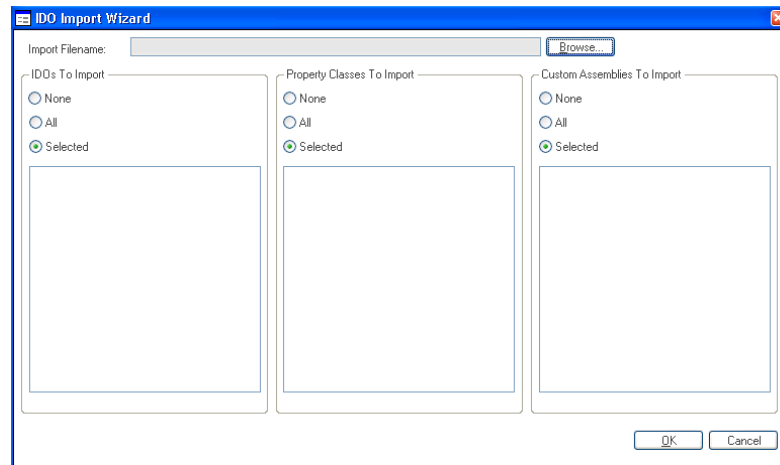 IDO Import Wizard
Import Filename: Browse...
IDOs To Import Property Classes To Import Custom Assemblies To Import
None None None
All All All
Selected Selected Selected
OK Cancel